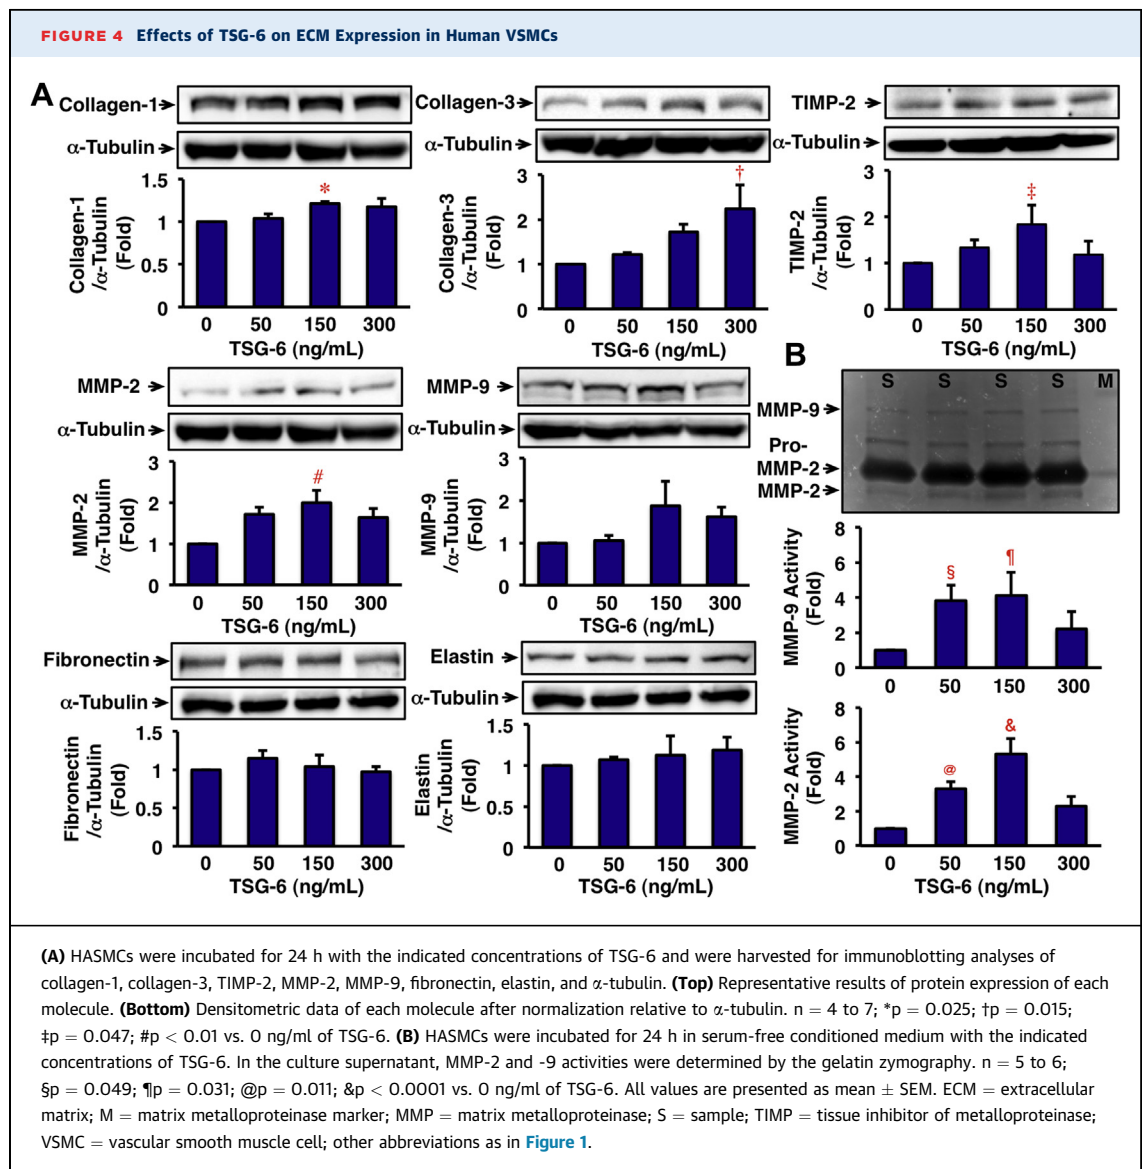 FIGURE 4 Effects of TSG-6 on ECM Expression in Human VSMCs
A
Collagen-1
α-Tubulin
Collagen-1
/α-Tubulin
(Fold)
1.5
1
0.5
0
*
0 50 150 300
TSG-6 (ng/mL)
Collagen-3
α-Tubulin
Collagen-3
/α-Tubulin
(Fold)
3
2
1
0
†
0 50 150 300
TSG-6 (ng/mL)
TIMP-2
α-Tubulin
TIMP-2
/α-Tubulin
(Fold)
3
2
1
0
‡
0 50 150 300
TSG-6 (ng/mL)
MMP-2
α-Tubulin
MMP-2
/α-Tubulin
(Fold)
3
2
1
0
#
0 50 150 300
TSG-6 (ng/mL)
MMP-9
α-Tubulin
MMP-9
/α-Tubulin
(Fold)
3
2
1
0
0 50 150 300
TSG-6 (ng/mL)
Fibronectin
α-Tubulin
Fibronectin
/α-Tubulin
(Fold)
1.5
1
0.5
0
0 50 150 300
TSG-6 (ng/mL)
Elastin
α-Tubulin
Elastin
/α-Tubulin
(Fold)
1.5
1
0.5
0
0 50 150 300
TSG-6 (ng/mL)
B
S S S S M
MMP-9
Pro-
MMP-2
MMP-2
MMP-9 Activity
(Fold)
8
6
4
2
0
§ ¶
0 50 150 300
MMP-2 Activity
(Fold)
8
6
4
2
0
@ &
0 50 150 300
TSG-6 (ng/mL)
(A) HASMCs were incubated for 24 h with the indicated concentrations of TSG-6 and were harvested for immunoblotting analyses of
collagen-1, collagen-3, TIMP-2, MMP-2, MMP-9, fibronectin, elastin, and α-tubulin. (Top) Representative results of protein expression of each
molecule. (Bottom) Densitometric data of each molecule after normalization relative to α-tubulin. n = 4 to 7; *p = 0.025; †p = 0.015;
‡p = 0.047; #p < 0.01 vs. 0 ng/ml of TSG-6. (B) HASMCs were incubated for 24 h in serum-free conditioned medium with the indicated
concentrations of TSG-6. In the culture supernatant, MMP-2 and -9 activities were determined by the gelatin zymography. n = 5 to 6;
§p = 0.049; ¶p = 0.031; @p = 0.011; &p < 0.0001 vs. 0 ng/ml of TSG-6. All values are presented as mean ± SEM. ECM = extracellular
matrix; M = matrix metalloproteinase marker; MMP = matrix metalloproteinase; S = sample; TIMP = tissue inhibitor of metalloproteinase;
VSMC = vascular smooth muscle cell; other abbreviations as in Figure 1.